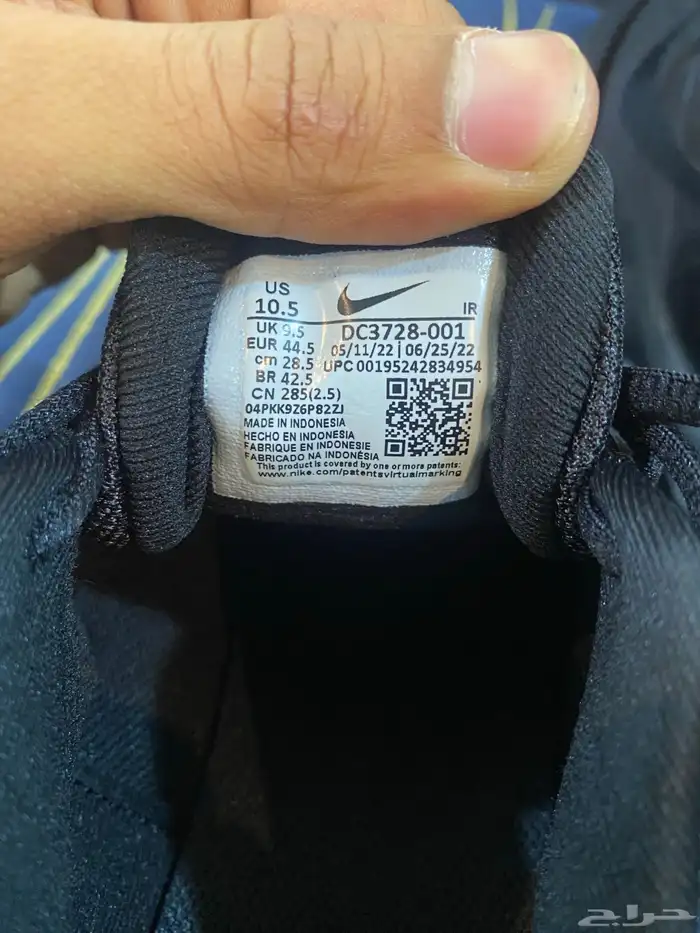 US
10.5
IR
UK 9.5
DC3728-001
EUR 44.5
05/11/22 | 06/25/22
cm 28.5
UPC 00195242834954
BR 42.5
CN 285(2.5)
04PKK9Z6P82ZJ
MADE IN INDONESIA
HECHO EN INDONESIA
FABRIQUE EN INDONESIE
FABRICADO NA INDONÉSIA
This product is covered by one or more patents:
www.nike.com/patentsvirtualmarking
حراج